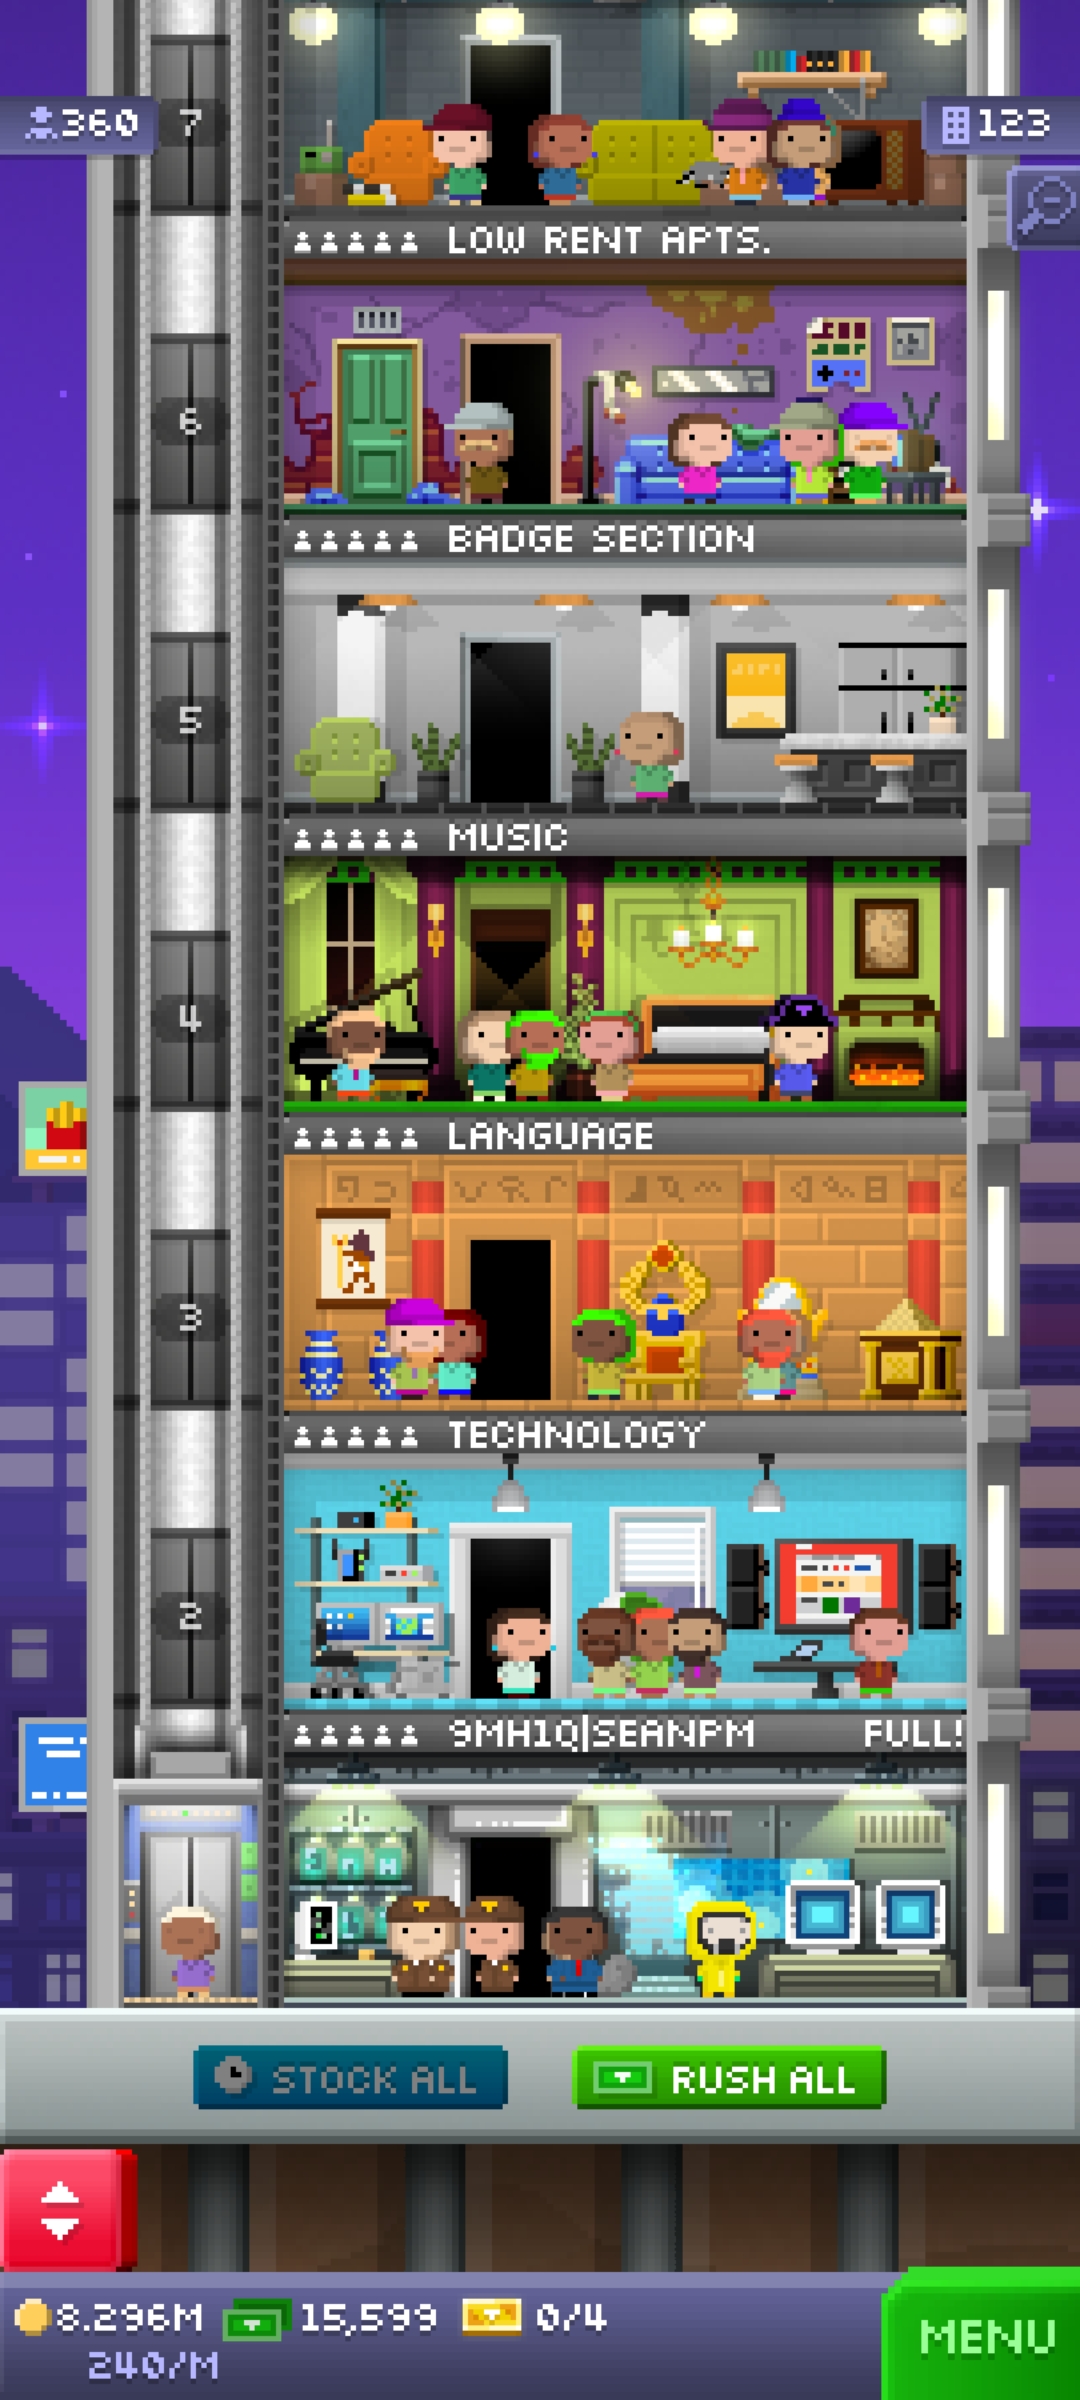 360
7
123
LOW RENT APTS.
6
BADGE SECTION
5
MUSIC
4
LANGUAGE
3
TECHNOLOGY
2
9MH1Q|SEANPM FULL!
STOCK ALL
RUSH ALL
8.296M 15,599 0/4
240/M
MENU